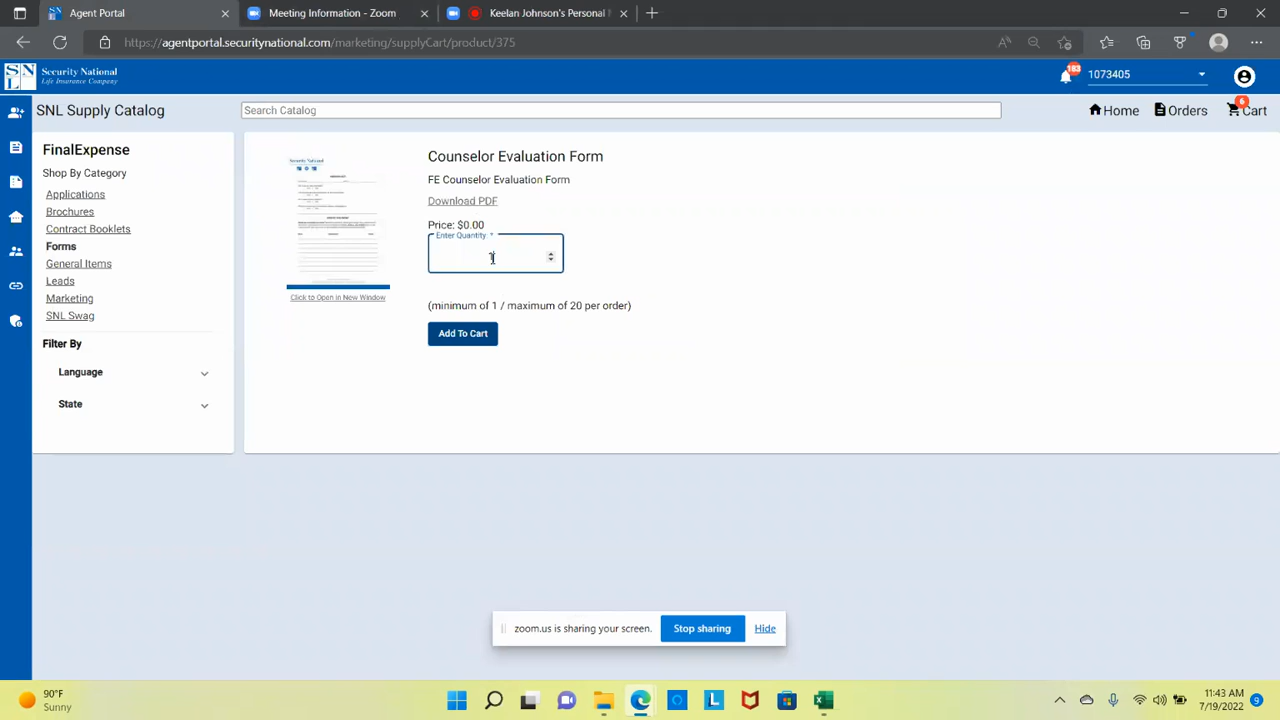 Agent Portal
Meeting Information - Zoom
Keelan Johnson's Personal
https://agentportal.securitynational.com/marketing/supplyCart/product/375
SNL
Security National
Life Insurance Company
183
1073405
SNL Supply Catalog
Search Catalog
Home
Orders
6
Cart
FinalExpense
Shop By Category
Applications
Brochures
Contract Booklets
Forms
General Items
Leads
Marketing
SNL Swag
Filter By
Language
State
Click to Open in New Window
Counselor Evaluation Form
FE Counselor Evaluation Form
Download PDF
Price: $0.00
Enter Quantity *
(minimum of 1 / maximum of 20 per order)
Add To Cart
zoom.us is sharing your screen.
Stop sharing
Hide
90°F
Sunny
11:43 AM
7/19/2022
9